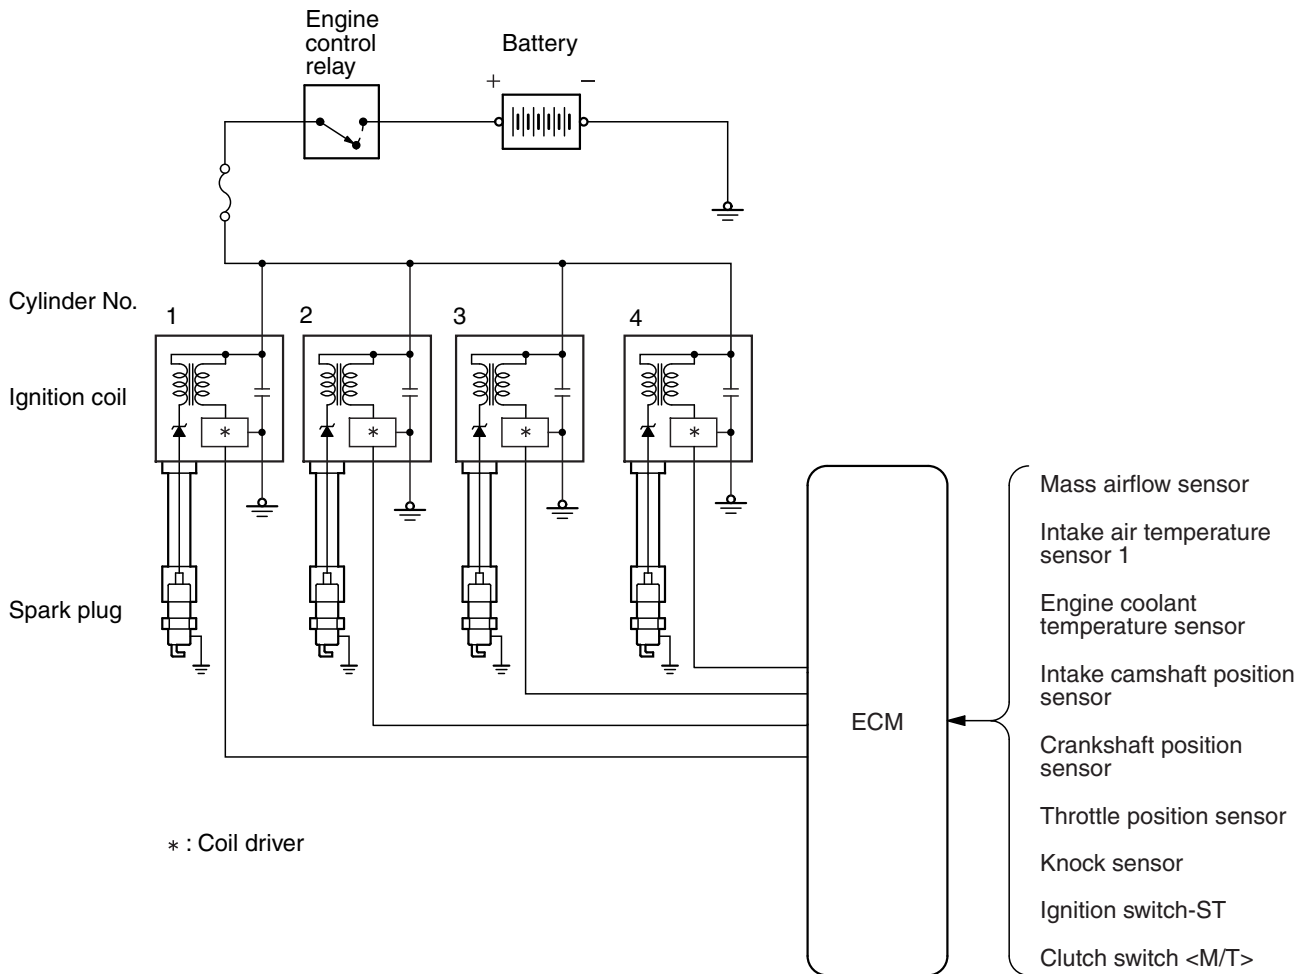 Engine
control
relay
Battery
+
−
Cylinder No.
1
2
3
4
Ignition coil
*
*
*
*
Spark plug
ECM
Mass airflow sensor
Intake air temperature
sensor 1
Engine coolant
temperature sensor
Intake camshaft position
sensor
Crankshaft position
sensor
Throttle position sensor
Knock sensor
Ignition switch-ST
Clutch switch <M/T>
* : Coil driver